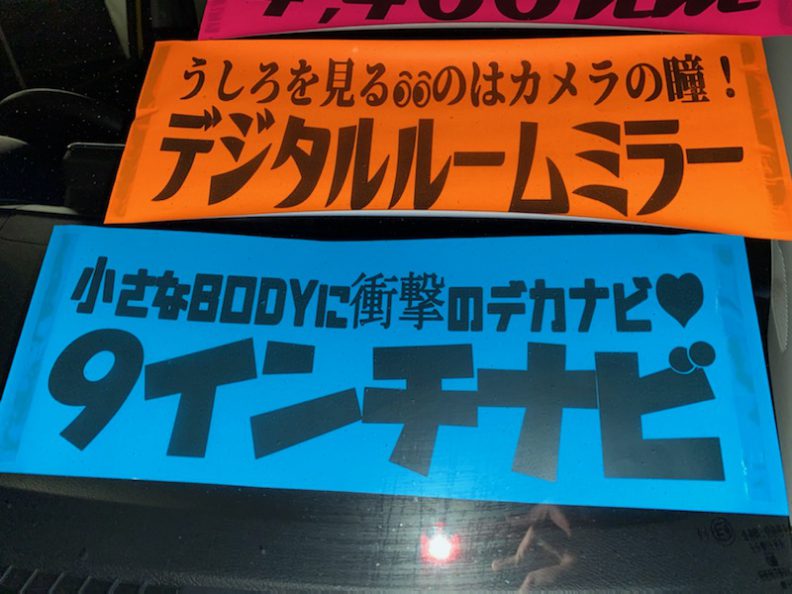 うしろを見る👀のはカメラの瞳!
デジタルルームミラー
小さなBODYに衝撃のデカナビ♥
9インチナビ